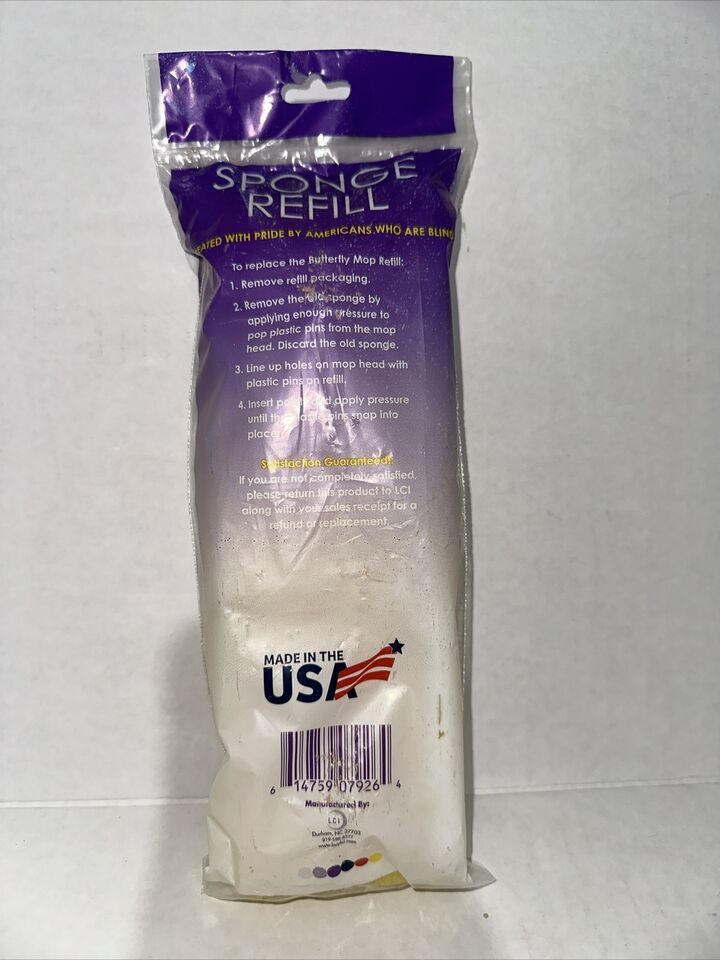 SPONGE
REFILL
EATED WITH PRIDE BY AMERICANS WHO ARE BLIND
To replace the Butterfly Mop Refill:
1. Remove refill packaging.
2. Remove the old sponge by
applying enough pressure to
pop plastic pins from the mop
head. Discard the old sponge.
3. Line up holes on mop head with
plastic pins on refill.
4. Insert and apply pressure
until the plastic pins snap into
place
Satisfaction Guaranteed!
If you are not completely satisfied,
please return this product to LCI
along with your sales receipt for a
refund or replacement.
MADE IN THE
USA
6 14759 07926 4
Manufactured By:
LCI
Durham, NC 27703